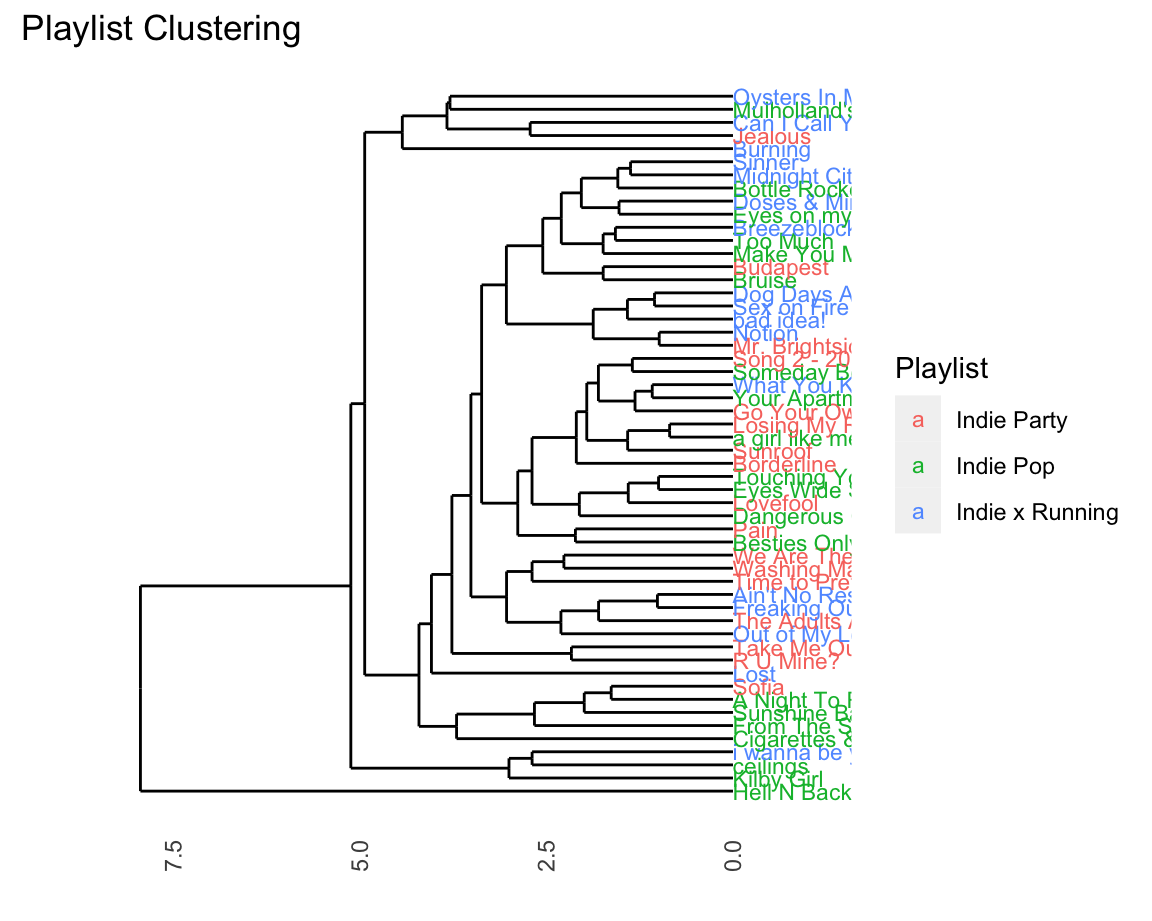 Playlist Clustering
Oysters In M
Mulholland's
Can I Call Y
Jealous
Burning
Sinner
Midnight Cit
Bottle Rocke
Doses & Mi
Eyes on my
Breezeblock
Too Much
Make You M
Budapest
Bruise
Dog Days A
Sex on Fire
bad idea!
Notion
Mr. Brightsid
Song 2 - 20
Someday B
What You K
Your Apartm
Go Your Ow
Losing My R
a girl like me
Sunroof
Borderline
Touching Yo
Eyes Wide S
Lovefool
Dangerous
Pain
Besties Only
We Are The
Washing Ma
Time to Pre
Ain't No Res
Freaking Ou
The Adults A
Out of My L
Take Me Ou
R U Mine?
Lost
Sofia
A Night To R
Sunshine Ba
From The S
Cigarettes &
i wanna be y
ceilings
Kilby Girl
Hell N Back
7.5
5.0
2.5
0.0
Playlist
a Indie Party
a Indie Pop
a Indie x Running